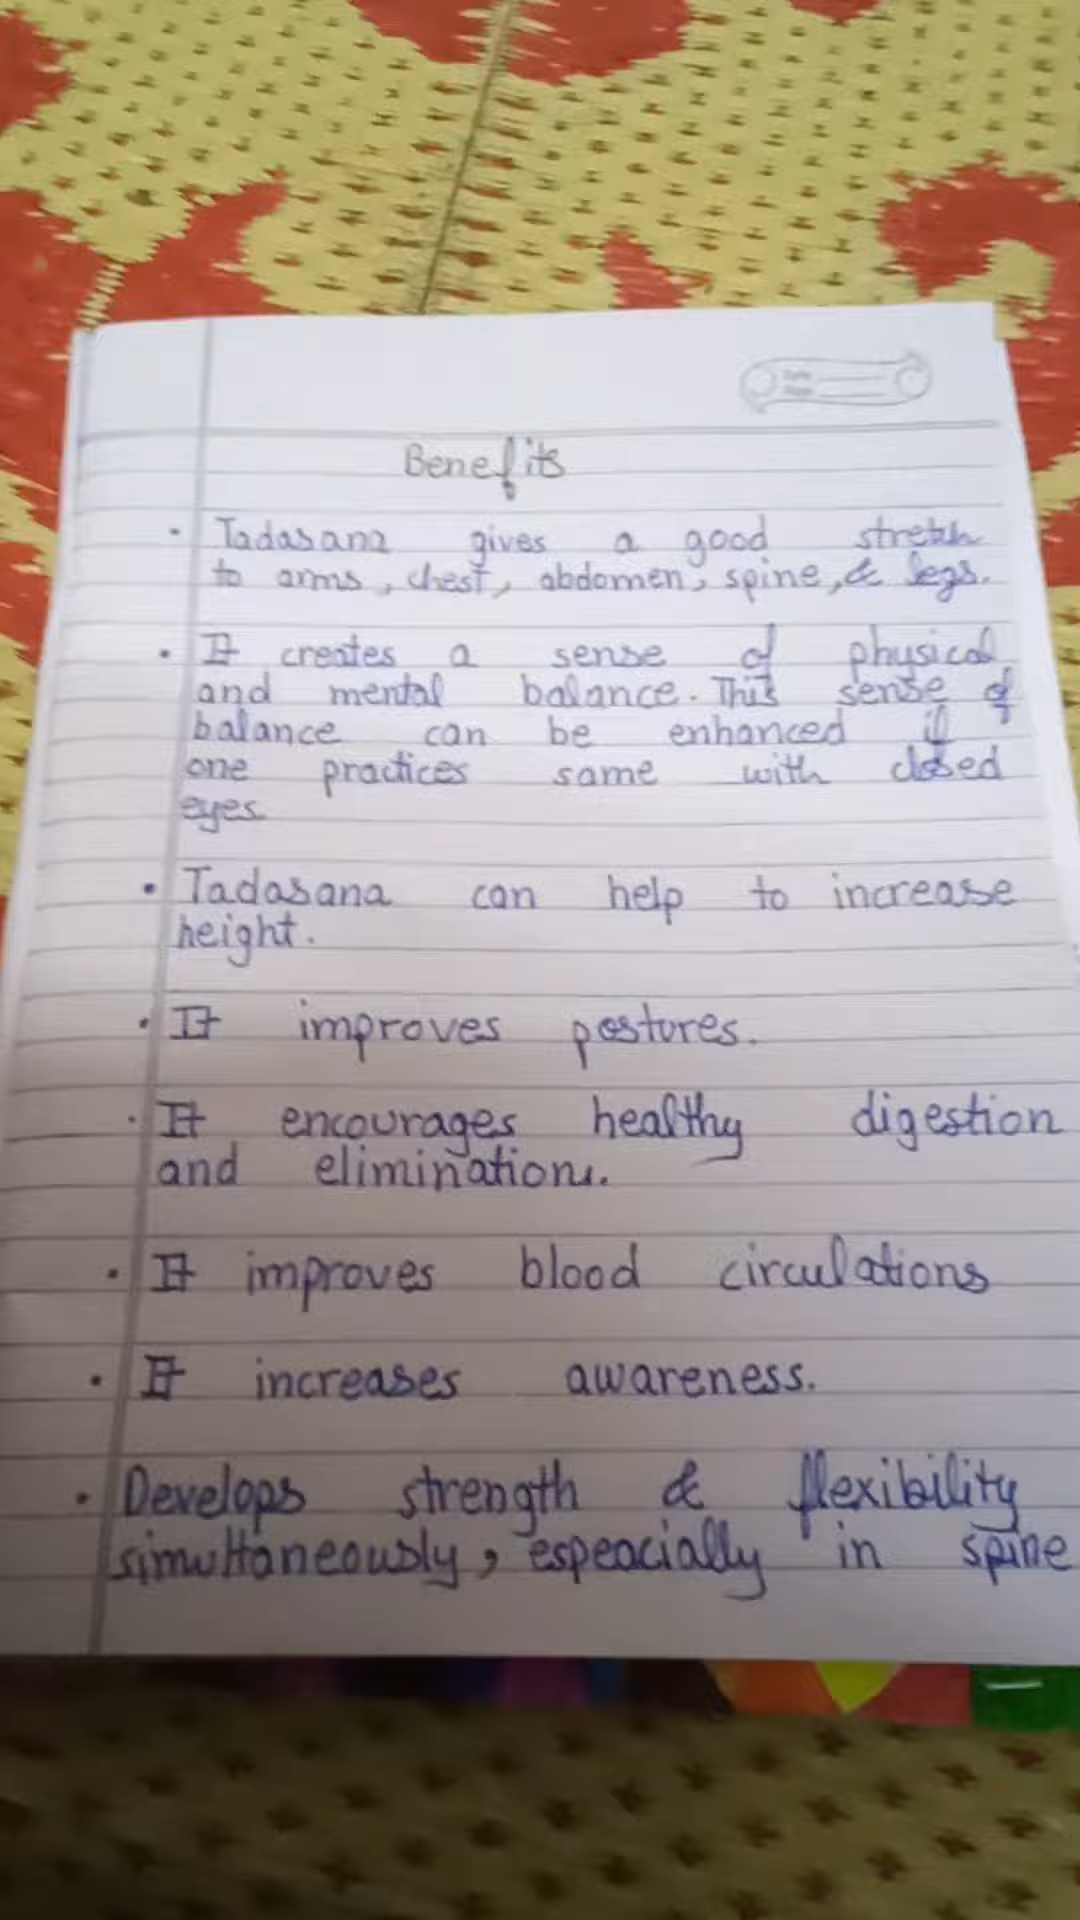 Benefits
• Tadasana gives a good stretch
to arms, chest, abdomen, spine, & legs.
• It creates a sense of physical
and mental balance. This sense of
balance can be enhanced if
one practices same with closed
eyes
• Tadasana can help to increase
height.
• It improves postures.
• It encourages healthy digestion
and eliminations.
• It improves blood circulations
• It increases awareness.
• Develops strength & flexibility
simultaneously, espeacially in spine